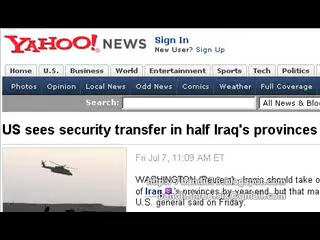 YAHOO! NEWS
Sign In
New User? Sign Up
Home U.S. Business World Entertainment Sports Tech Politics
Photos Opinion Local News Odd News Comics Weather Full Coverage
Search: All News & Blo
US sees security transfer in half Iraq's provinces
Fri Jul 7, 11:09 AM ET
WASHINGTON (Reuters) - Iraqis should take o
of Iraq 's provinces by year-end, but that ma
U.S. general said on Friday.